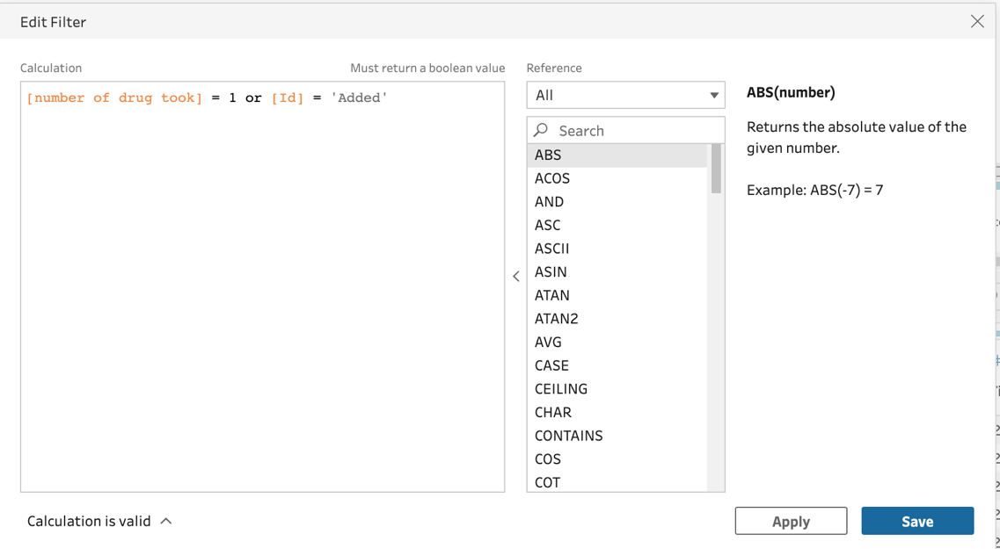 Edit Filter
Calculation
Must return a boolean value
[number of drug took] = 1 or [Id] = 'Added'
Calculation is valid
Reference
All
Search
ABS
ACOS
AND
ASC
ASCII
ASIN
ATAN
ATAN2
AVG
CASE
CEILING
CHAR
CONTAINS
COS
COT
ABS(number)
Returns the absolute value of the
given number.
Example: ABS(-7) = 7
Apply
Save